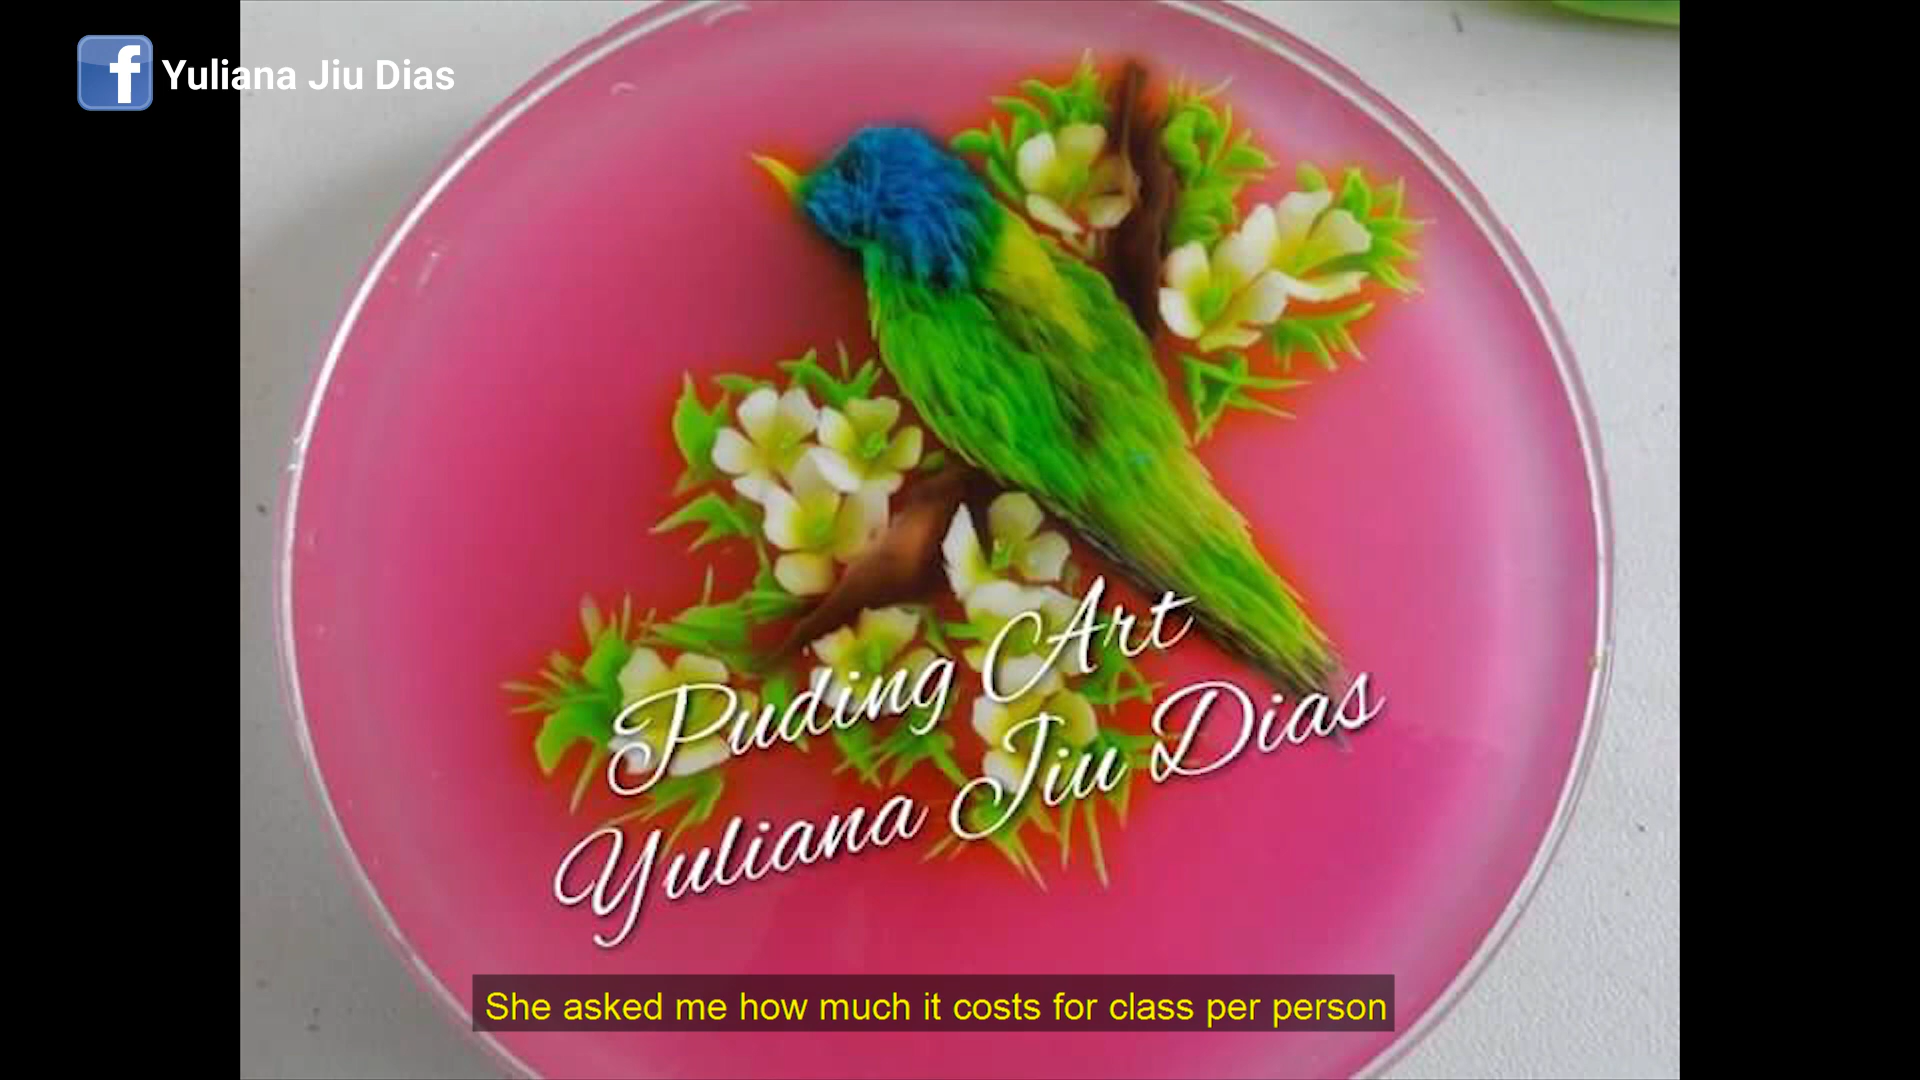 Yuliana Jiu Dias
Puding Art
Yuliana Jiu Dias
She asked me how much it costs for class per person